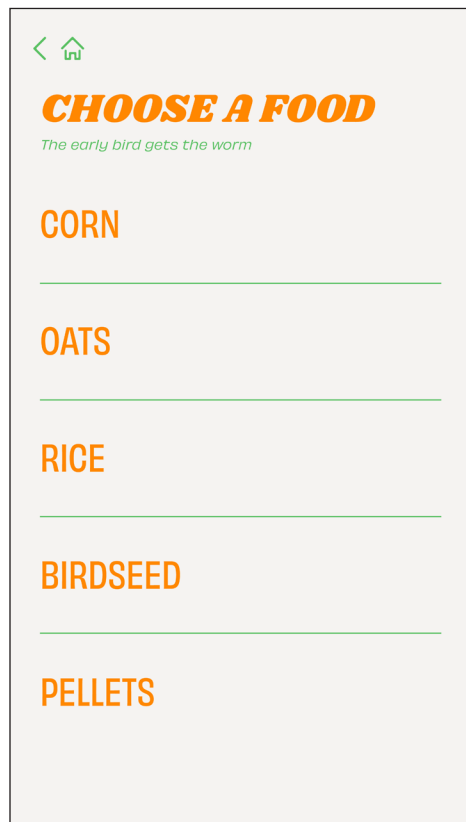 CHOOSE A FOOD
The early bird gets the worm
CORN
OATS
RICE
BIRDSEED
PELLETS